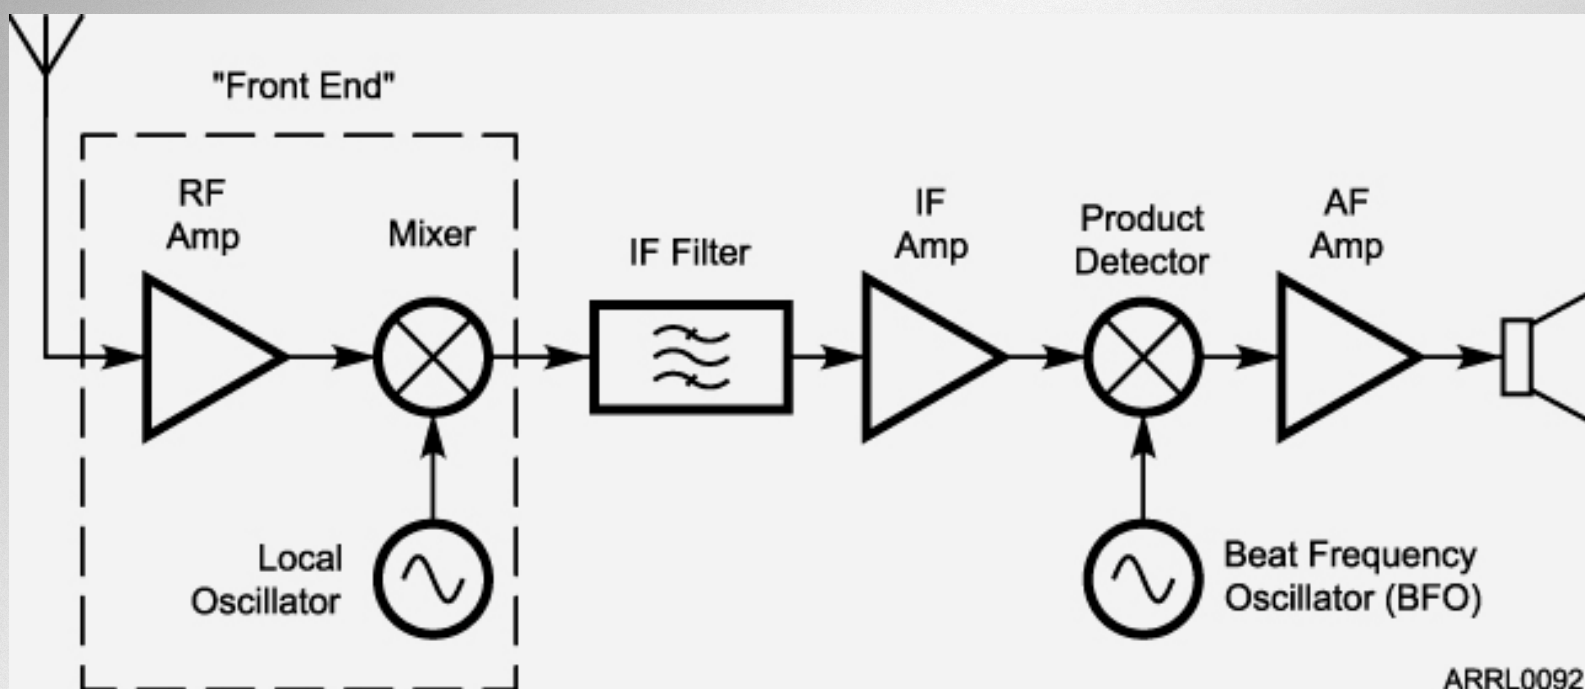 "Front End"
RF
Amp
Mixer
IF Filter
IF
Amp
Product
Detector
AF
Amp
Local
Oscillator
Beat Frequency
Oscillator (BFO)
ARRL0092